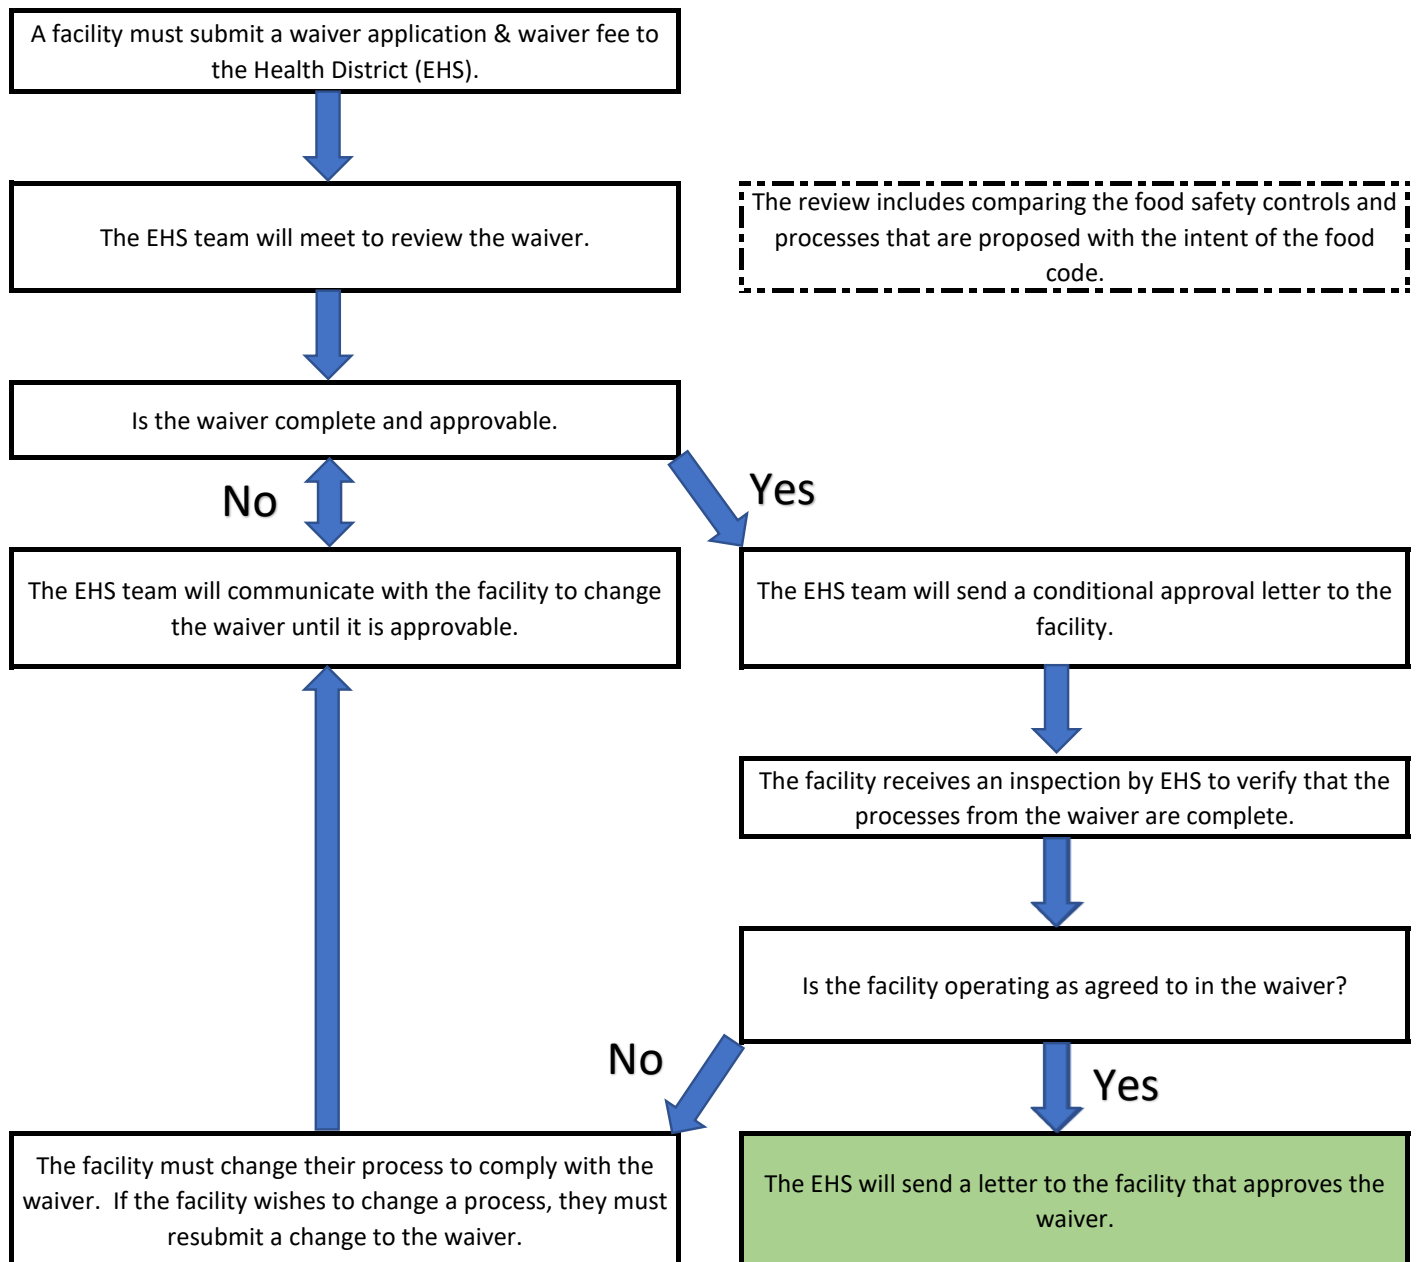 A facility must submit a waiver application & waiver fee to
the Health District (EHS).
The EHS team will meet to review the waiver.
The review includes comparing the food safety controls and
processes that are proposed with the intent of the food
code.
Is the waiver complete and approvable.
No
Yes
The EHS team will communicate with the facility to change
the waiver until it is approvable.
The EHS team will send a conditional approval letter to the
facility.
The facility receives an inspection by EHS to verify that the
processes from the waiver are complete.
Is the facility operating as agreed to in the waiver?
No
Yes
The facility must change their process to comply with the
waiver.  If the facility wishes to change a process, they must
resubmit a change to the waiver.
The EHS will send a letter to the facility that approves the
waiver.